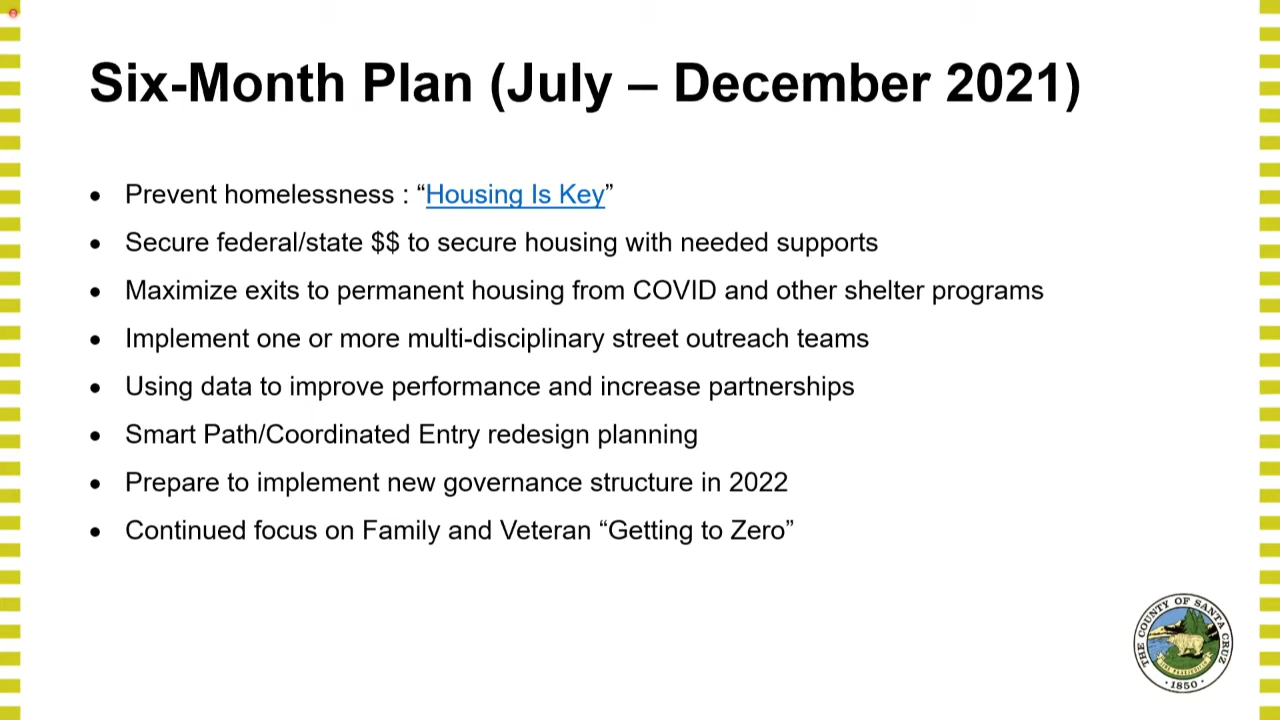 Six-Month Plan (July – December 2021)
• Prevent homelessness : “Housing Is Key”
• Secure federal/state $$ to secure housing with needed supports
• Maximize exits to permanent housing from COVID and other shelter programs
• Implement one or more multi-disciplinary street outreach teams
• Using data to improve performance and increase partnerships
• Smart Path/Coordinated Entry redesign planning
• Prepare to implement new governance structure in 2022
• Continued focus on Family and Veteran “Getting to Zero”
THE COUNTY OF SANTA CRUZ
· 1850 ·